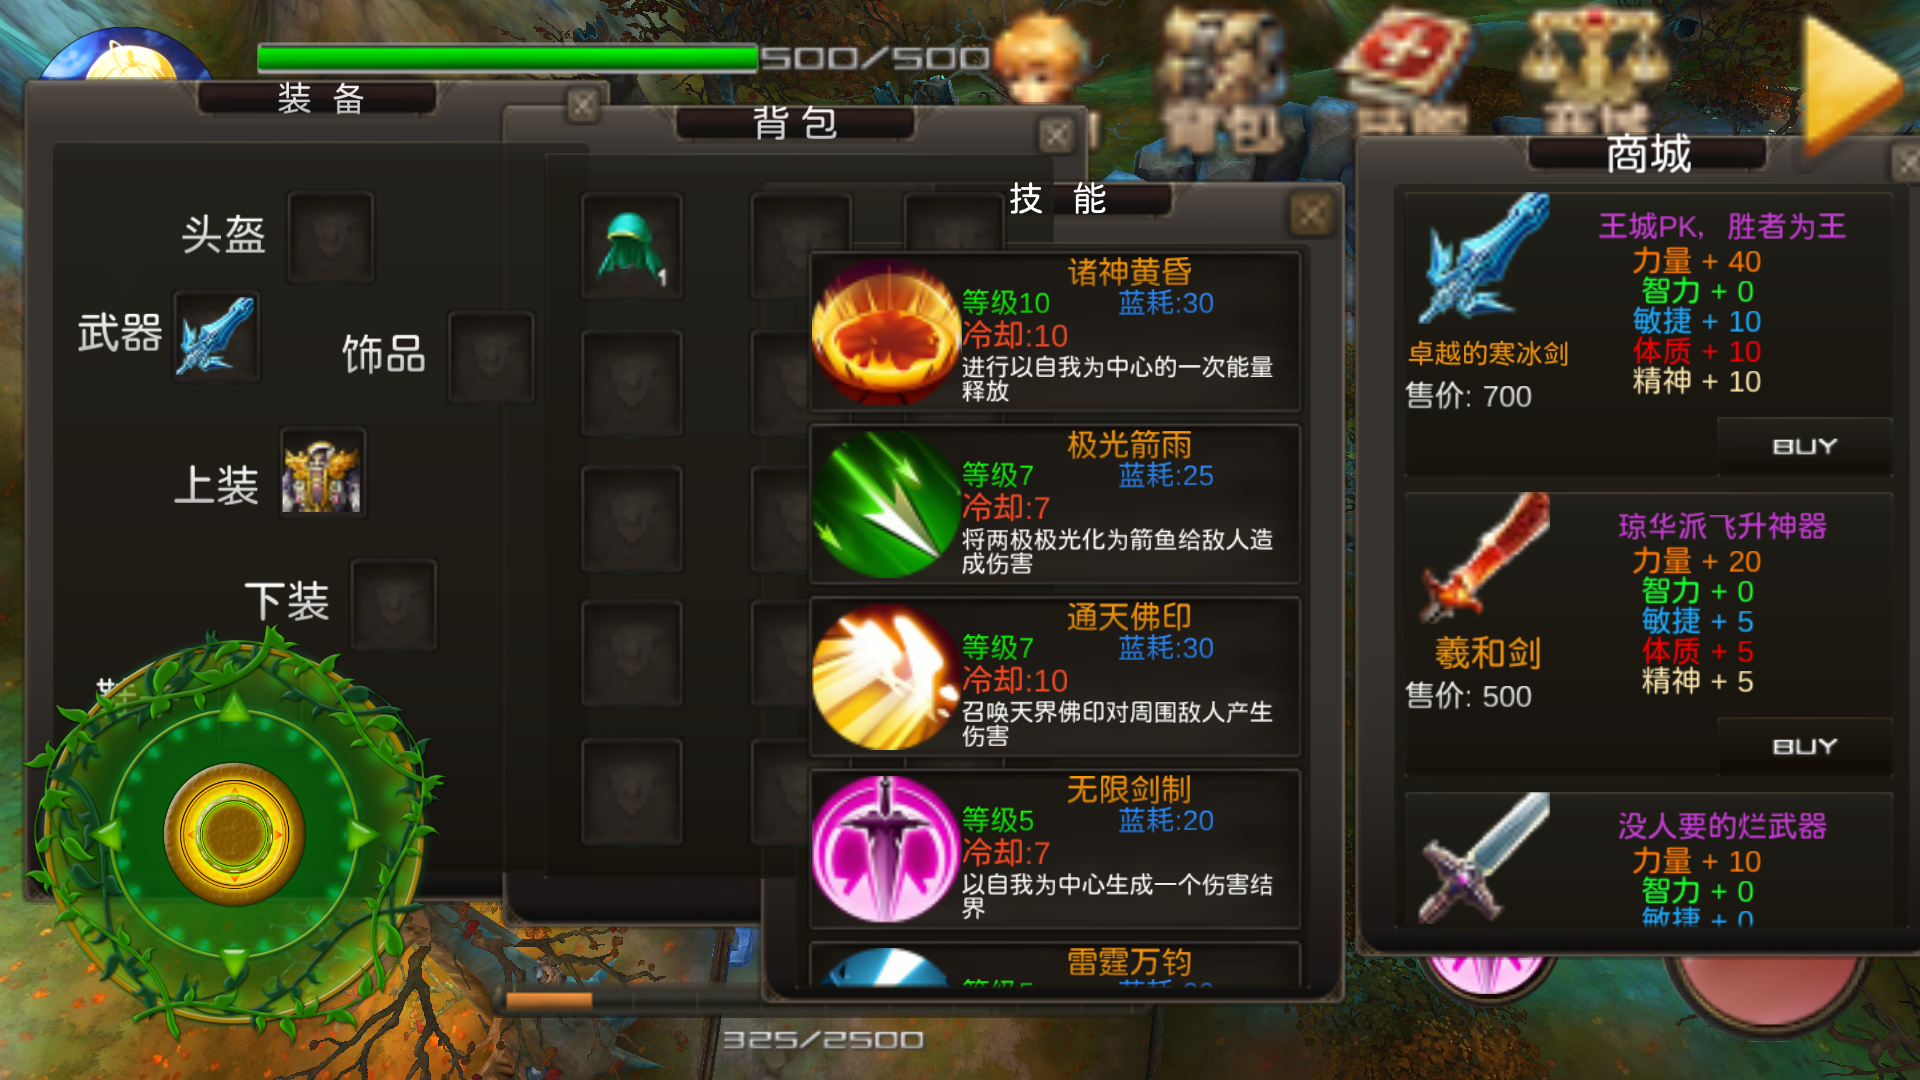 500/500
装 备
背包
技 能
商城
背包
头盔
武器
饰品
上装
下装
1
诸神黄昏
等级10 蓝耗:30
冷却:10
进行以自我为中心的一次能量
释放
极光箭雨
等级7 蓝耗:25
冷却:7
将两极极光化为箭鱼给敌人造
成伤害
通天佛印
等级7 蓝耗:30
冷却:10
召唤天界佛印对周围敌人产生
伤害
无限剑制
等级5 蓝耗:20
冷却:7
以自我为中心生成一个伤害结
界
雷霆万钧
王城PK, 胜者为王
力量 + 40
智力 + 0
敏捷 + 10
体质 + 10
精神 + 10
卓越的寒冰剑
售价: 700
BUY
琼华派飞升神器
力量 + 20
智力 + 0
敏捷 + 5
体质 + 5
精神 + 5
羲和剑
售价: 500
BUY
没人要的烂武器
力量 + 10
智力 + 0
敏捷 + 0
325/2500